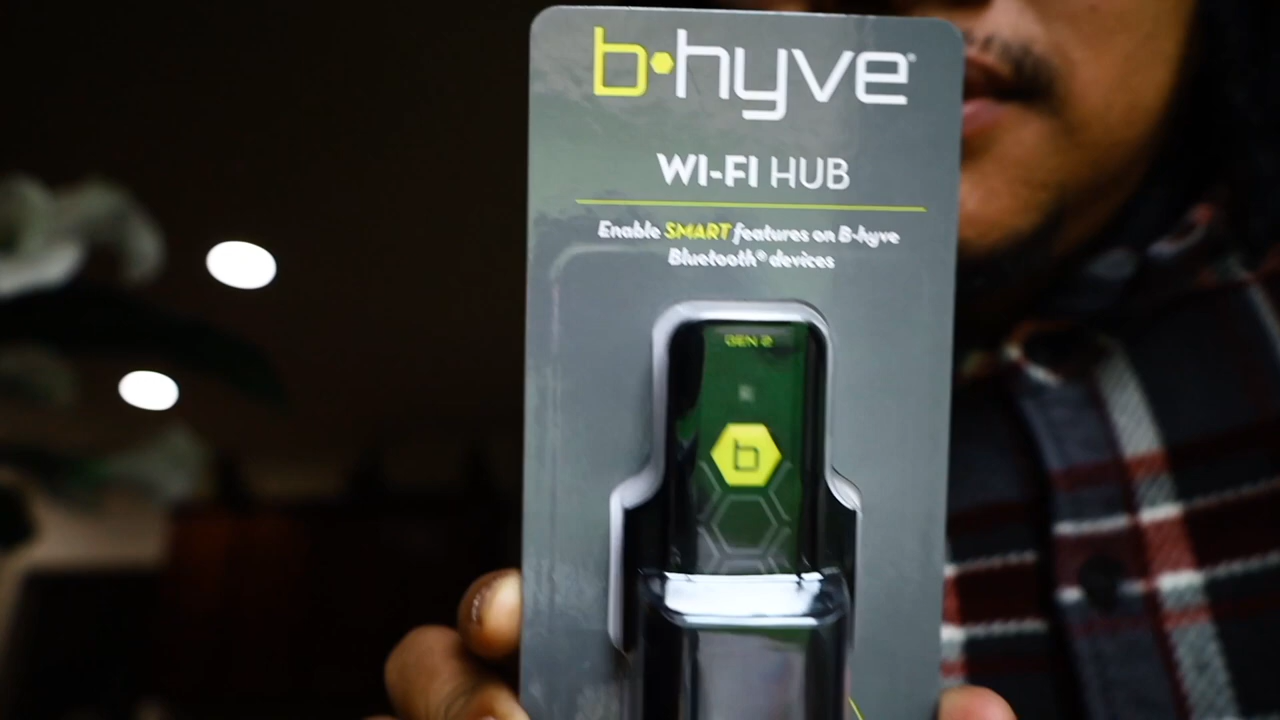 b·hyve®
WI-FI HUB
Enable SMART features on B-hyve
Bluetooth® devices
GEN 2
b